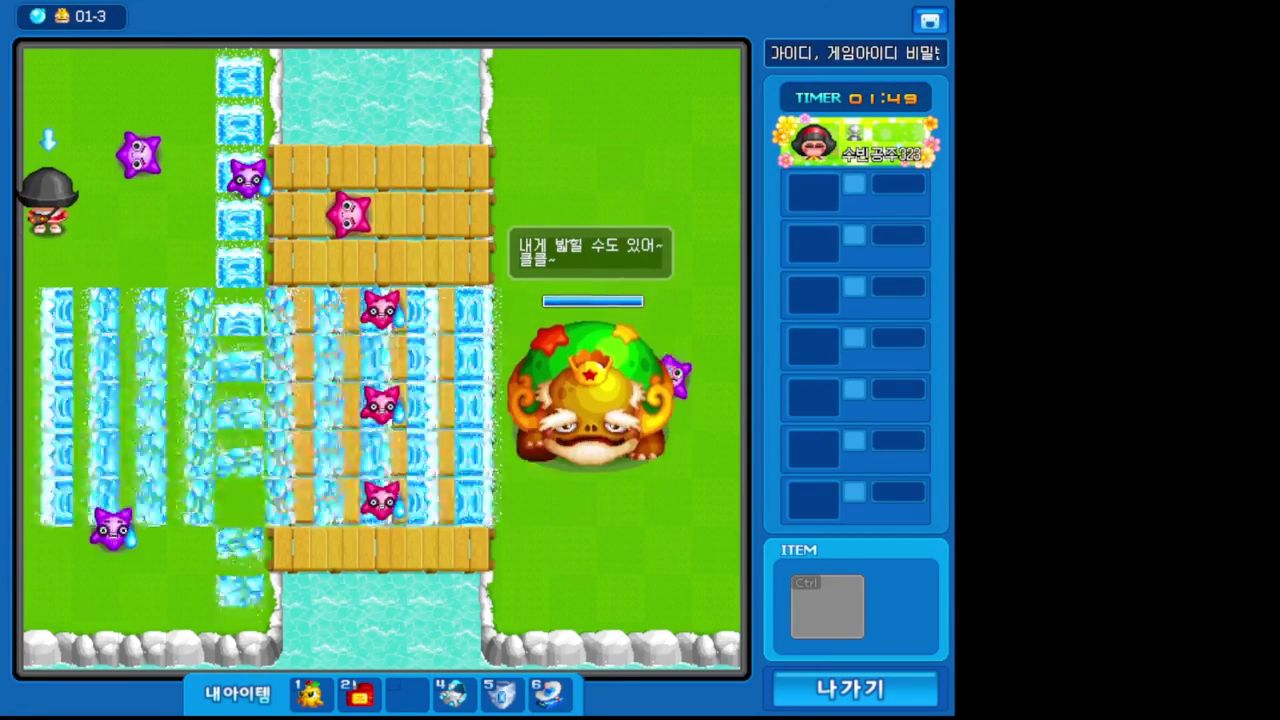 01-3
가이디, 게임아이디 비밀번
TIMER 01:49
수빈공주323
내게 밟힐 수도 있어~
클클~
ITEM
Ctrl
내아이템
1
2
4
5
6
나가기